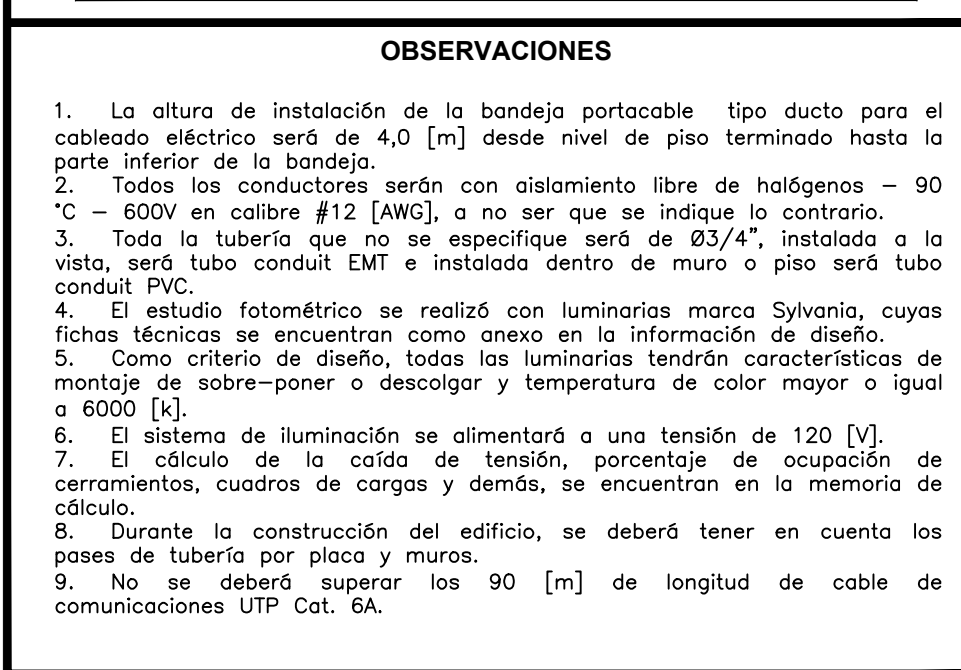 OBSERVACIONES
1. La altura de instalación de la bandeja portacable tipo ducto para el
cableado eléctrico será de 4,0 [m] desde nivel de piso terminado hasta la
parte inferior de la bandeja.
2. Todos los conductores serán con aislamiento libre de halógenos – 90
°C – 600V en calibre #12 [AWG], a no ser que se indique lo contrario.
3. Toda la tubería que no se especifique será de Ø3/4", instalada a la
vista, será tubo conduit EMT e instalada dentro de muro o piso será tubo
conduit PVC.
4. El estudio fotométrico se realizó con luminarias marca Sylvania, cuyas
fichas técnicas se encuentran como anexo en la información de diseño.
5. Como criterio de diseño, todas las luminarias tendrán características de
montaje de sobre–poner o descolgar y temperatura de color mayor o igual
a 6000 [k].
6. El sistema de iluminación se alimentará a una tensión de 120 [V].
7. El cálculo de la caída de tensión, porcentaje de ocupación de
cerramientos, cuadros de cargas y demás, se encuentran en la memoria de
cálculo.
8. Durante la construcción del edificio, se deberá tener en cuenta los
pases de tubería por placa y muros.
9. No se deberá superar los 90 [m] de longitud de cable de
comunicaciones UTP Cat. 6A.